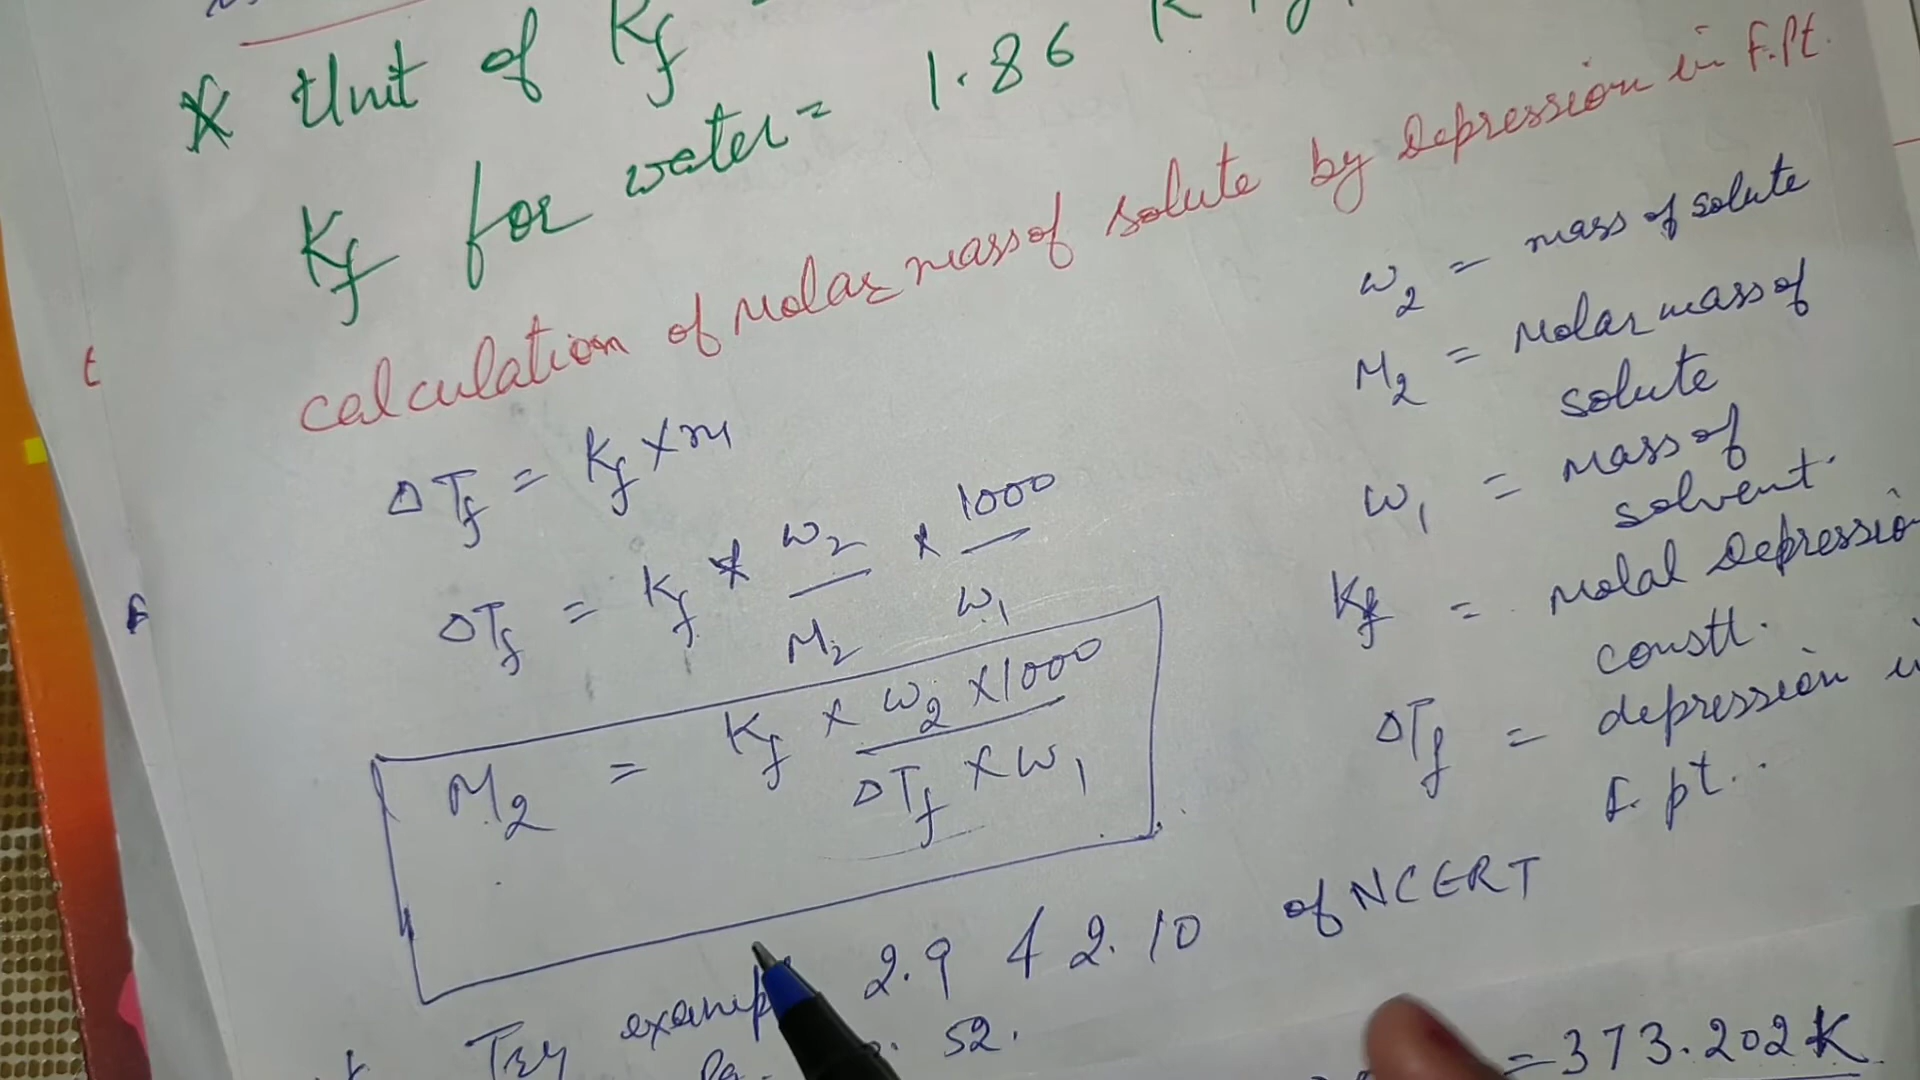 * Unit of Kf
Kf for water = 1.86 K
Calculation of Molar mass of solute by Depression in F.Pt.
ΔTf = Kf × m
ΔTf = Kf × w2/M2 × 1000/w1
M2 = Kf × w2 × 1000 / ΔTf × w1
w2 = mass of solute
M2 = Molar mass of
solute
w1 = Mass of
solvent.
Kf = Molal Depression
constt.
ΔTf = depression
F.pt..
Try 2.9 & 2.10 of NCERT
52.
= 373.202 K